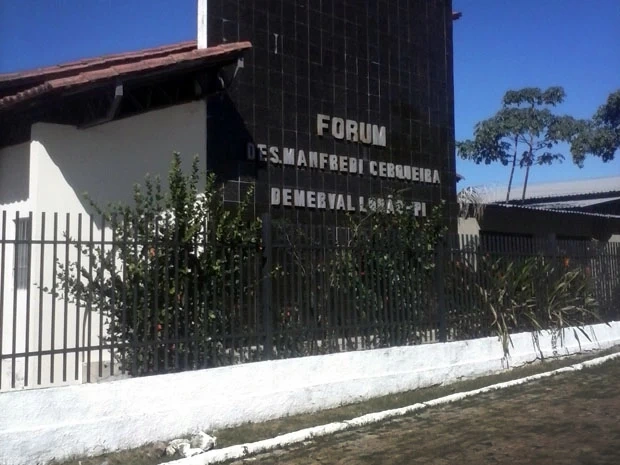 FORUM
DES. MANFREDI CERQUEIRA
DEMERVAL LOBÃO-PI